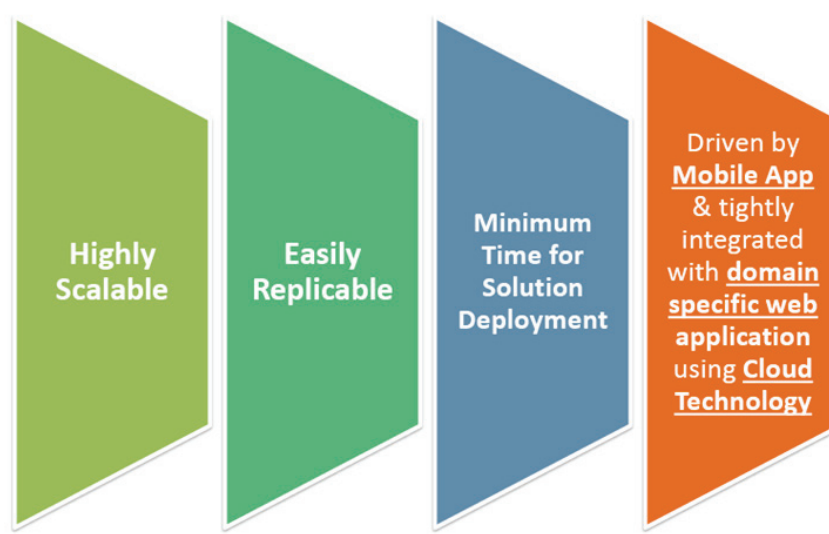 Highly
Scalable
Easily
Replicable
Minimum
Time for
Solution
Deployment
Driven by
Mobile App
& tightly
integrated
with domain
specific web
application
using Cloud
Technology